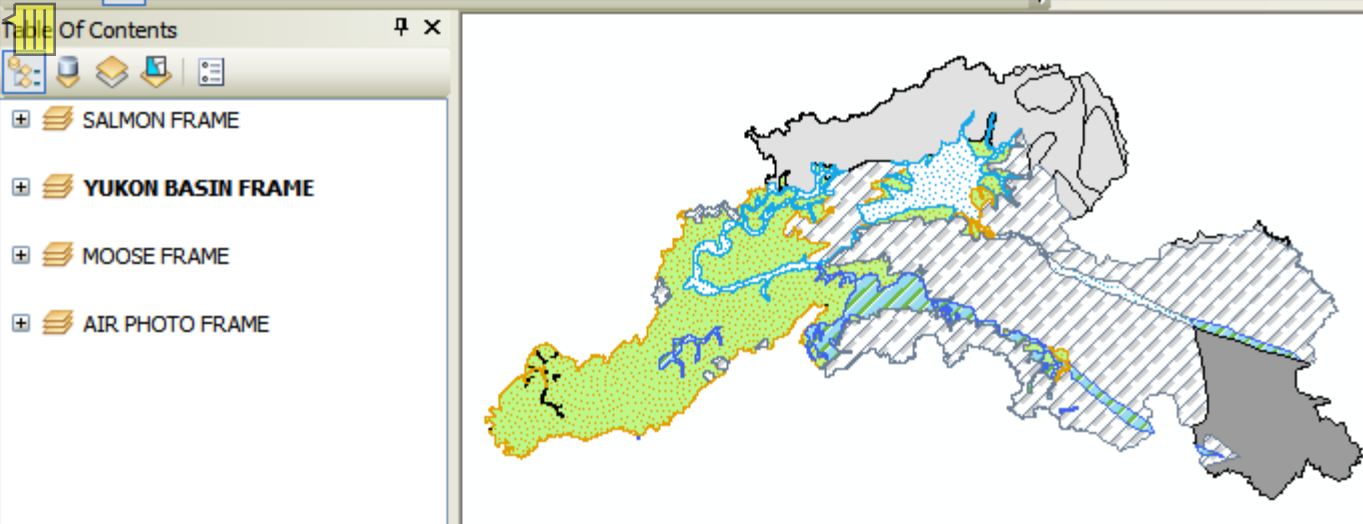 Table Of Contents
SALMON FRAME
YUKON BASIN FRAME
MOOSE FRAME
AIR PHOTO FRAME